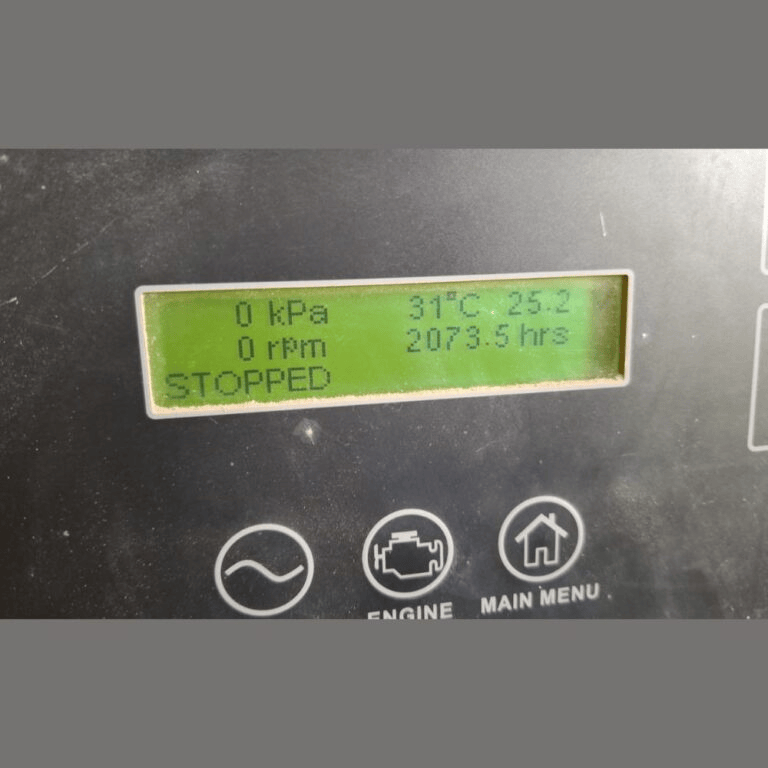 0 kPa 31°C 25.2
0 rpm 2073.5 hrs
STOPPED
ENGINE MAIN MENU